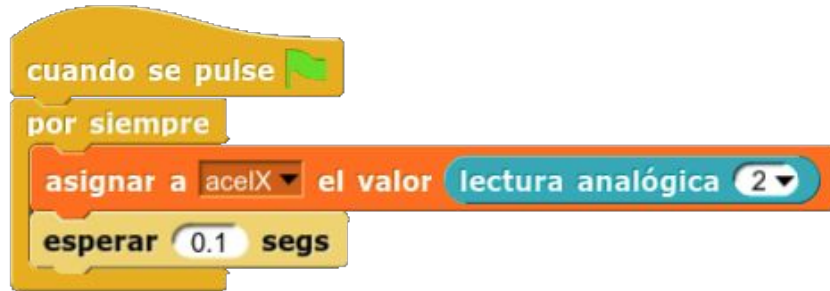 cuando se pulse
por siempre
asignar a acelX el valor lectura analógica 2
esperar 0.1 segs